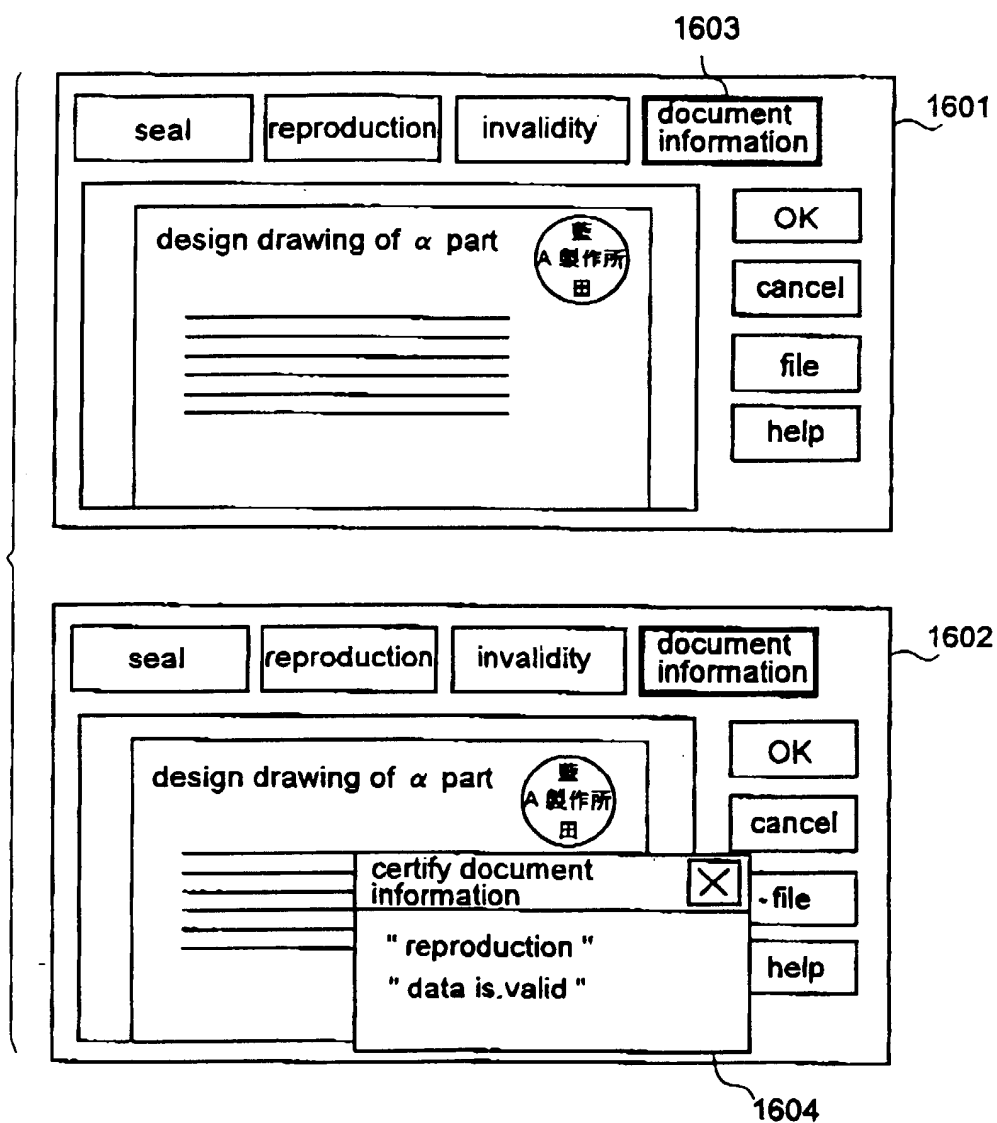 1603
1601
seal
reproduction
invalidity
document
information
design drawing of α part
藍
A 製作所
田
OK
cancel
file
help
1602
seal
reproduction
invalidity
document
information
design drawing of α part
藍
A 製作所
田
OK
cancel
file
help
certify document
information
" reproduction "
" data is.valid "
1604